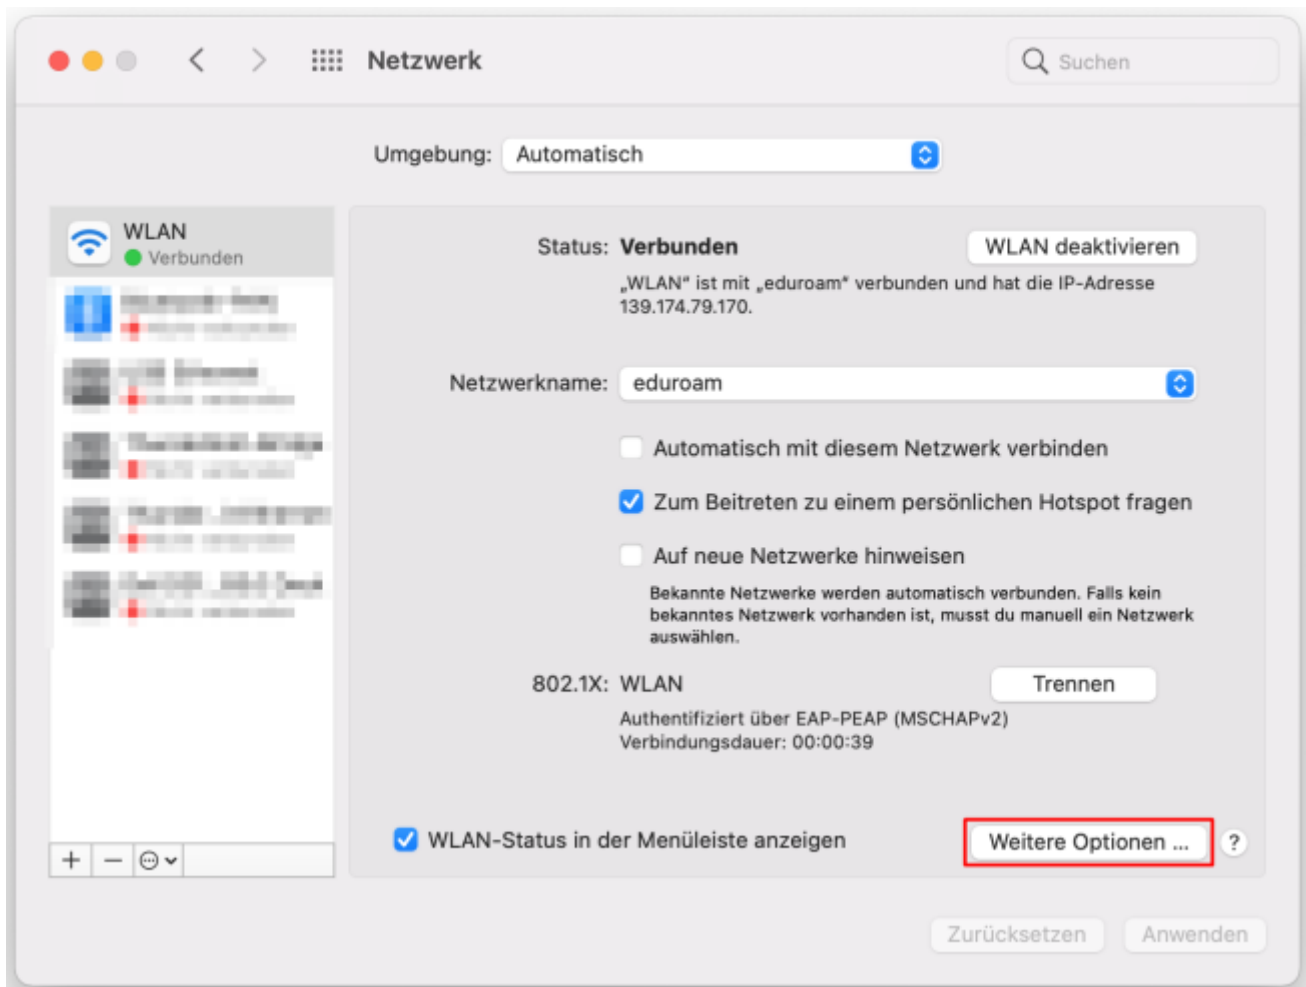 Netzwerk
Suchen
Umgebung: Automatisch
WLAN
Verbunden
Status: Verbunden
WLAN deaktivieren
„WLAN“ ist mit „eduroam“ verbunden und hat die IP-Adresse
139.174.79.170.
Netzwerkname: eduroam
Automatisch mit diesem Netzwerk verbinden
Zum Beitreten zu einem persönlichen Hotspot fragen
Auf neue Netzwerke hinweisen
Bekannte Netzwerke werden automatisch verbunden. Falls kein
bekanntes Netzwerk vorhanden ist, musst du manuell ein Netzwerk
auswählen.
802.1X: WLAN
Trennen
Authentifiziert über EAP-PEAP (MSCHAPv2)
Verbindungsdauer: 00:00:39
WLAN-Status in der Menüleiste anzeigen
Weitere Optionen ...
?
Zurücksetzen
Anwenden